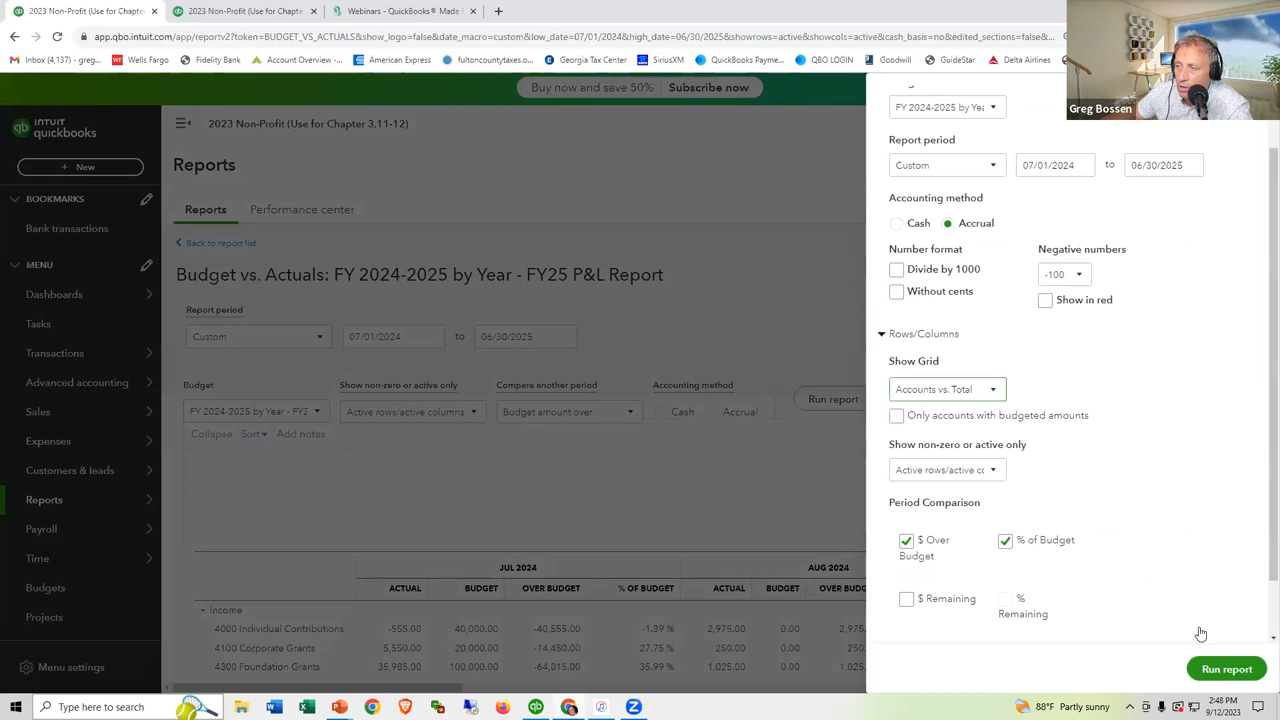 2023 Non-Profit (Use for Chapte
2023 Non-Profit (Use for Chapte
Webinars - QuickBooks® Made
app.qbo.intuit.com/app/reportv2?token=BUDGET_VS_ACTUALS&show_logo=false&date_macro=custom&low_date=07/01/2024&high_date=06/30/2025&showrows=active&showcols=active&cash_basis=no&edited_sections=false&...
Inbox (4,137) - gregco...
Wells Fargo
Fidelity Bank
Account Overview -...
American Express
fultoncountytaxes.o...
Georgia Tax Center
SiriusXM
QuickBooks Payme...
QBO LOGIN
Goodwill
GuideStar
Delta Airlines
Greg Bossen
Buy now and save 50% Subscribe now
INTUIT
quickbooks
2023 Non-Profit (Use for Chapter 3,11-12)
+ New
BOOKMARKS
Bank transactions
MENU
Dashboards
Tasks
Transactions
Advanced accounting
Sales
Expenses
Customers & leads
Reports
Payroll
Time
Budgets
Projects
Menu settings
Reports
Reports Performance center
Back to report list
Budget vs. Actuals: FY 2024-2025 by Year - FY25 P&L Report
Report period
Custom 07/01/2024 to 06/30/2025
Budget Show non-zero or active only Compare another period Accounting method
FY 2024-2025 by Year - FY2 Active rows/active columns Budget amount over Cash Accrual Run report
Collapse Sort Add notes
JUL 2024 AUG 2024
ACTUAL BUDGET OVER BUDGET % OF BUDGET ACTUAL BUDGET OVER BUD
Income
4000 Individual Contributions -555.00 40,000.00 -40,555.00 -1.39 % 2,975.00 0.00 2,975.
4100 Corporate Grants 5,550.00 20,000.00 -14,450.00 27.75 % 250.00 0.00 250.
4300 Foundation Grants 35,985.00 100,000.00 -64,015.00 35.99 % 1,025.00 0.00 1,025.
FY 2024-2025 by Yea
Report period
Custom 07/01/2024 to 06/30/2025
Accounting method
Cash Accrual
Number format Negative numbers
Divide by 1000 -100
Without cents Show in red
Rows/Columns
Show Grid
Accounts vs. Total
Only accounts with budgeted amounts
Show non-zero or active only
Active rows/active cc
Period Comparison
$ Over Budget % of Budget
$ Remaining % Remaining
Run report
Type here to search
88°F Partly sunny
2:48 PM
9/12/2023